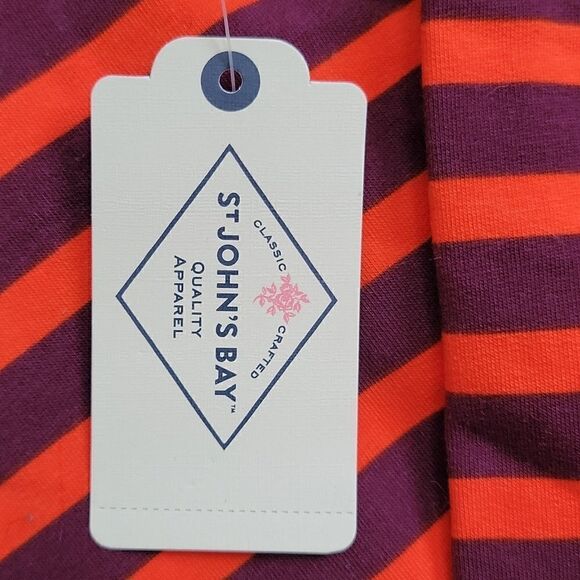 CLASSIC CRAFTED
ST JOHN'S BAY™
QUALITY
APPAREL